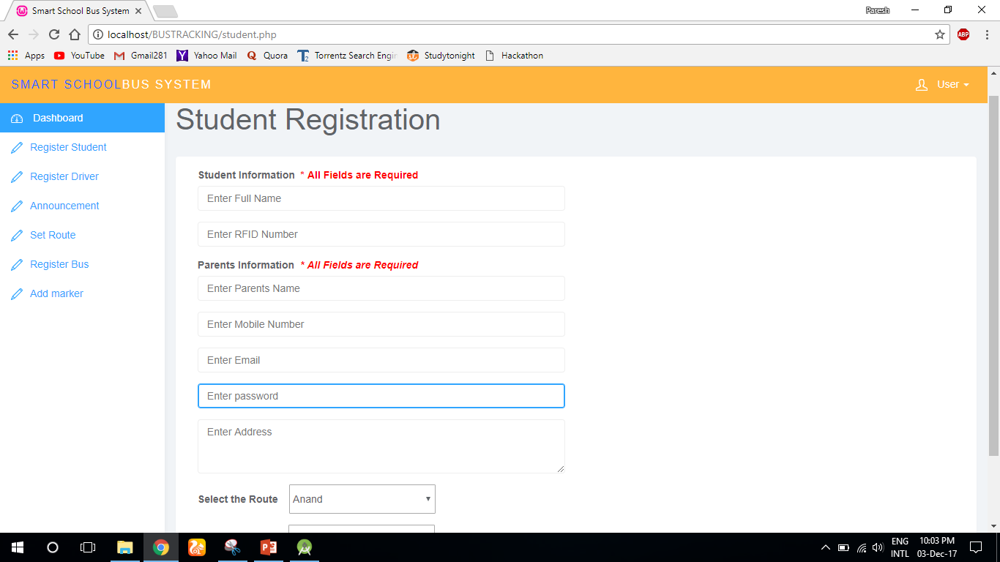 Smart School Bus System
Paresh
localhost/BUSTRACKING/student.php
ABP
Apps YouTube Gmail281 Yahoo Mail Quora Torrentz Search Engin Studytonight Hackathon
SMART SCHOOLBUS SYSTEM
User
Dashboard
Register Student
Register Driver
Announcement
Set Route
Register Bus
Add marker
Student Registration
Student Information * All Fields are Required
Enter Full Name
Enter RFID Number
Parents Information * All Fields are Required
Enter Parents Name
Enter Mobile Number
Enter Email
Enter password
Enter Address
Select the Route Anand
ENG
INTL
10:03 PM
03-Dec-17